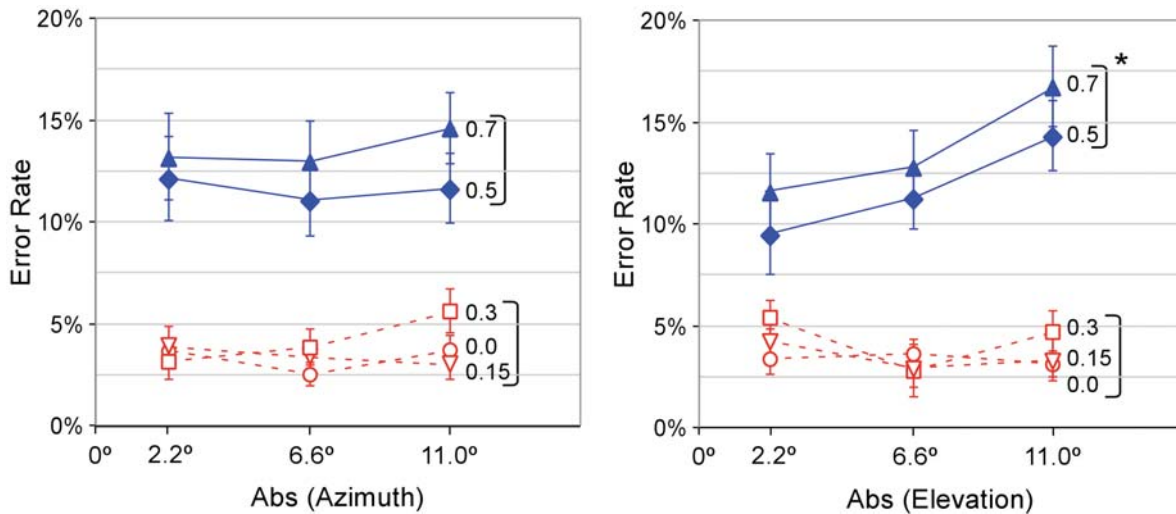 20%
15%
10%
5%
0%
Error Rate
0.7
0.5
0.3
0.0
0.15
0º
2.2º
6.6º
11.0º
Abs (Azimuth)
20%
15%
10%
5%
0%
Error Rate
*
0.7
0.5
0.3
0.15
0.0
0º
2.2º
6.6º
11.0º
Abs (Elevation)